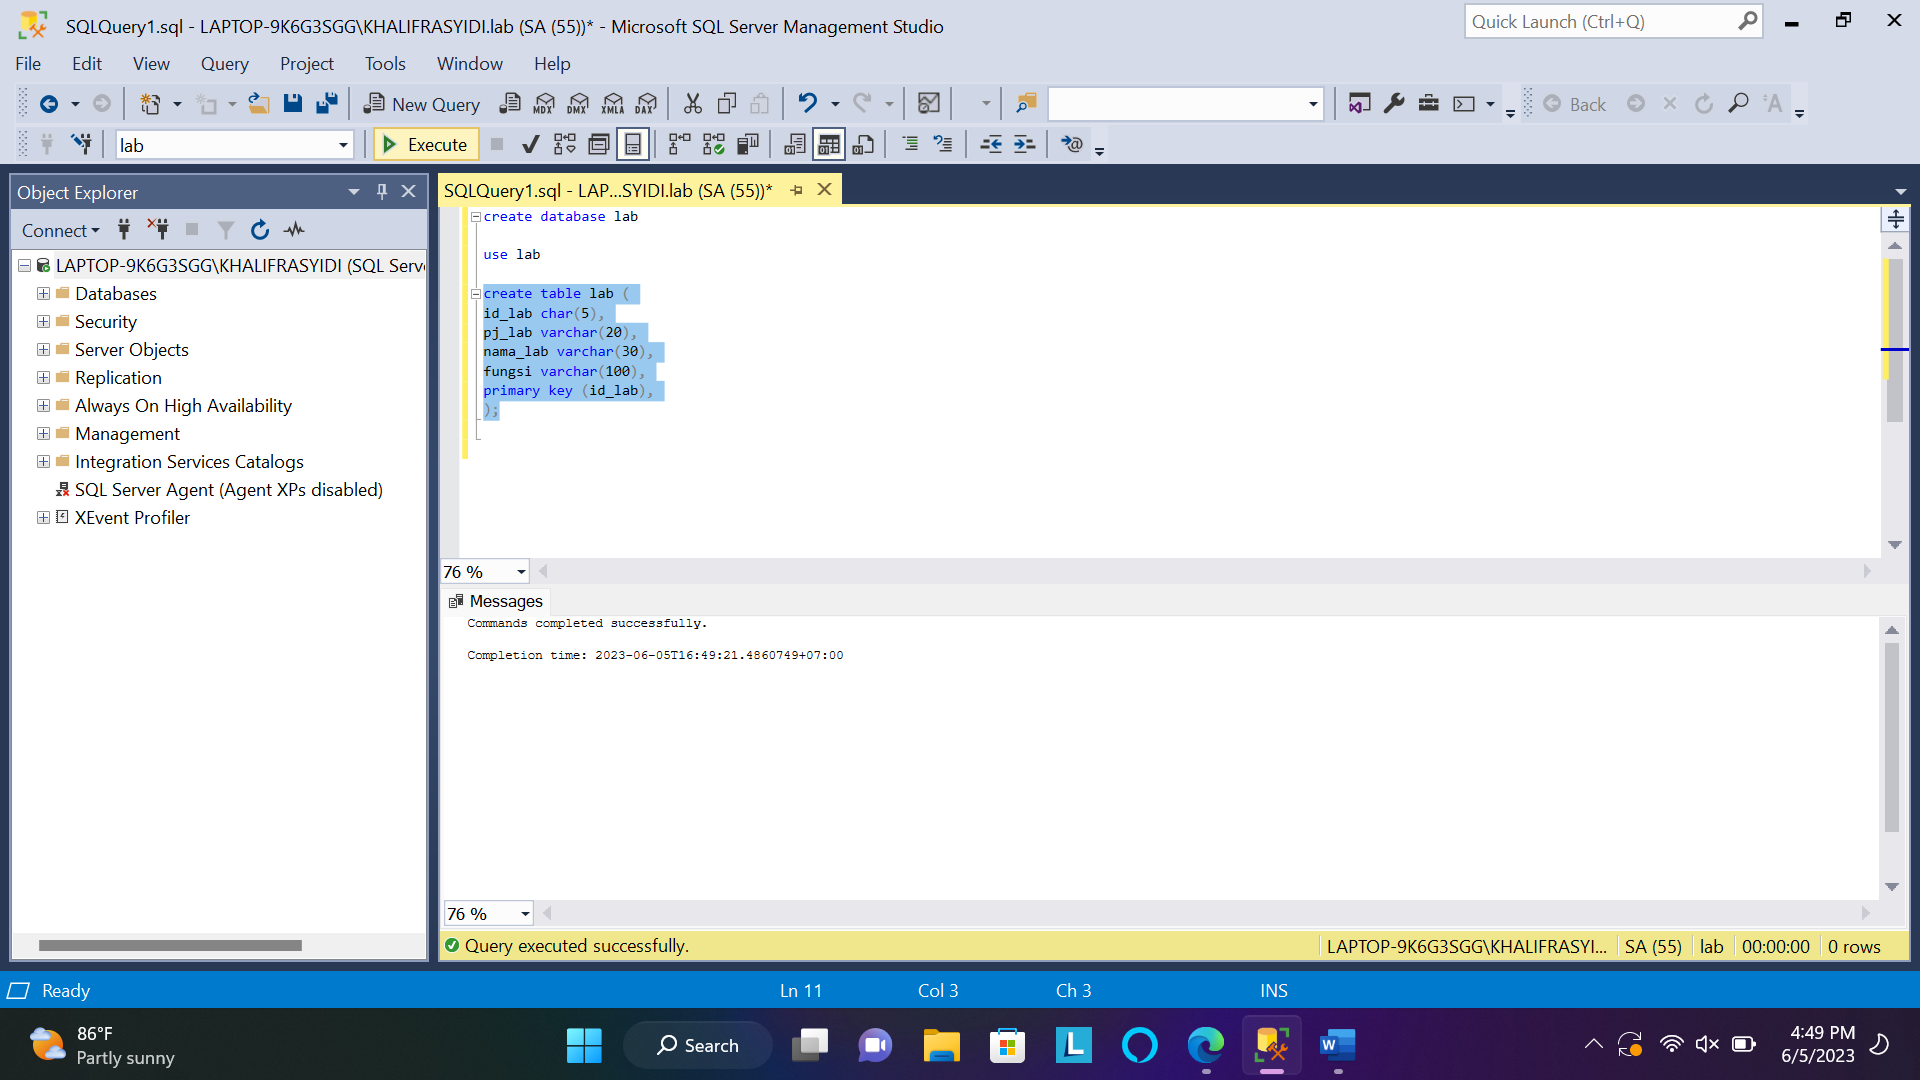 SQLQuery1.sql - LAPTOP-9K6G3SGG\KHALIFRASYIDI.lab (SA (55))* - Microsoft SQL Server Management Studio
Quick Launch (Ctrl+Q)
File Edit View Query Project Tools Window Help
New Query MDX DMX XMLA DAX Back
lab Execute
Object Explorer
Connect
LAPTOP-9K6G3SGG\KHALIFRASYIDI (SQL Serv
Databases
Security
Server Objects
Replication
Always On High Availability
Management
Integration Services Catalogs
SQL Server Agent (Agent XPs disabled)
XEvent Profiler
SQLQuery1.sql - LAP...SYIDI.lab (SA (55))*
create database lab
use lab
create table lab (
id_lab char(5),
pj_lab varchar(20),
nama_lab varchar(30),
fungsi varchar(100),
primary key (id_lab),
);
76 %
Messages
Commands completed successfully.
Completion time: 2023-06-05T16:49:21.4860749+07:00
76 %
Query executed successfully. LAPTOP-9K6G3SGG\KHALIFRASYI... SA (55) lab 00:00:00 0 rows
Ready Ln 11 Col 3 Ch 3 INS
86°F
Partly sunny
Search
4:49 PM
6/5/2023